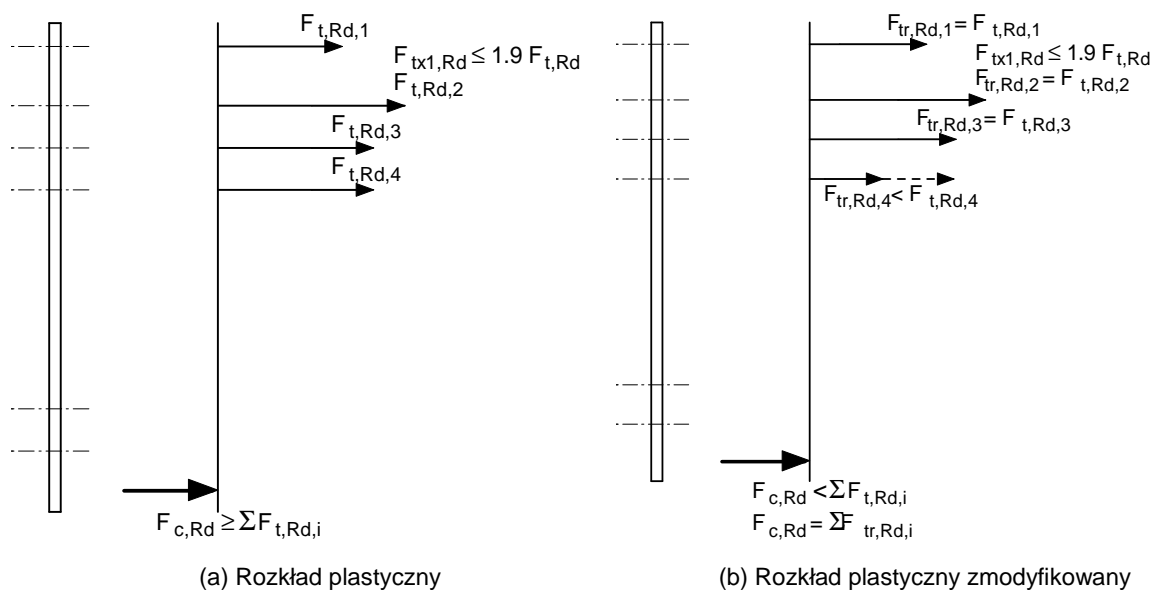 F t,Rd,1
F tx1,Rd ≤ 1.9 F t,Rd
F t,Rd,2
F t,Rd,3
F t,Rd,4
F c,Rd ≥ ΣF t,Rd,i
(a) Rozkład plastyczny
F tr,Rd,1 = F t,Rd,1
F tx1,Rd ≤ 1.9 F t,Rd
F tr,Rd,2 = F t,Rd,2
F tr,Rd,3 = F t,Rd,3
F tr,Rd,4 < F t,Rd,4
F c,Rd < ΣF t,Rd,i
F c,Rd = ΣF tr,Rd,i
(b) Rozkład plastyczny zmodyfikowany